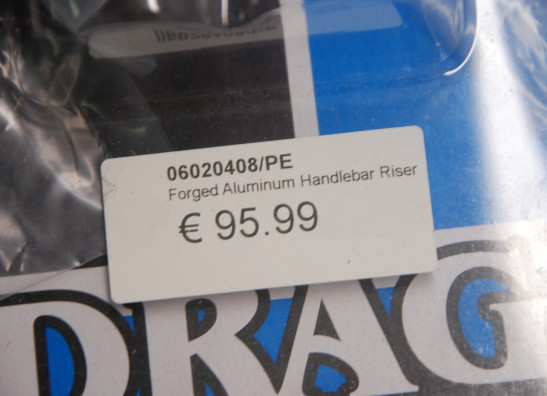 06020408/PE
Forged Aluminum Handlebar Riser
€ 95.99
DRAG